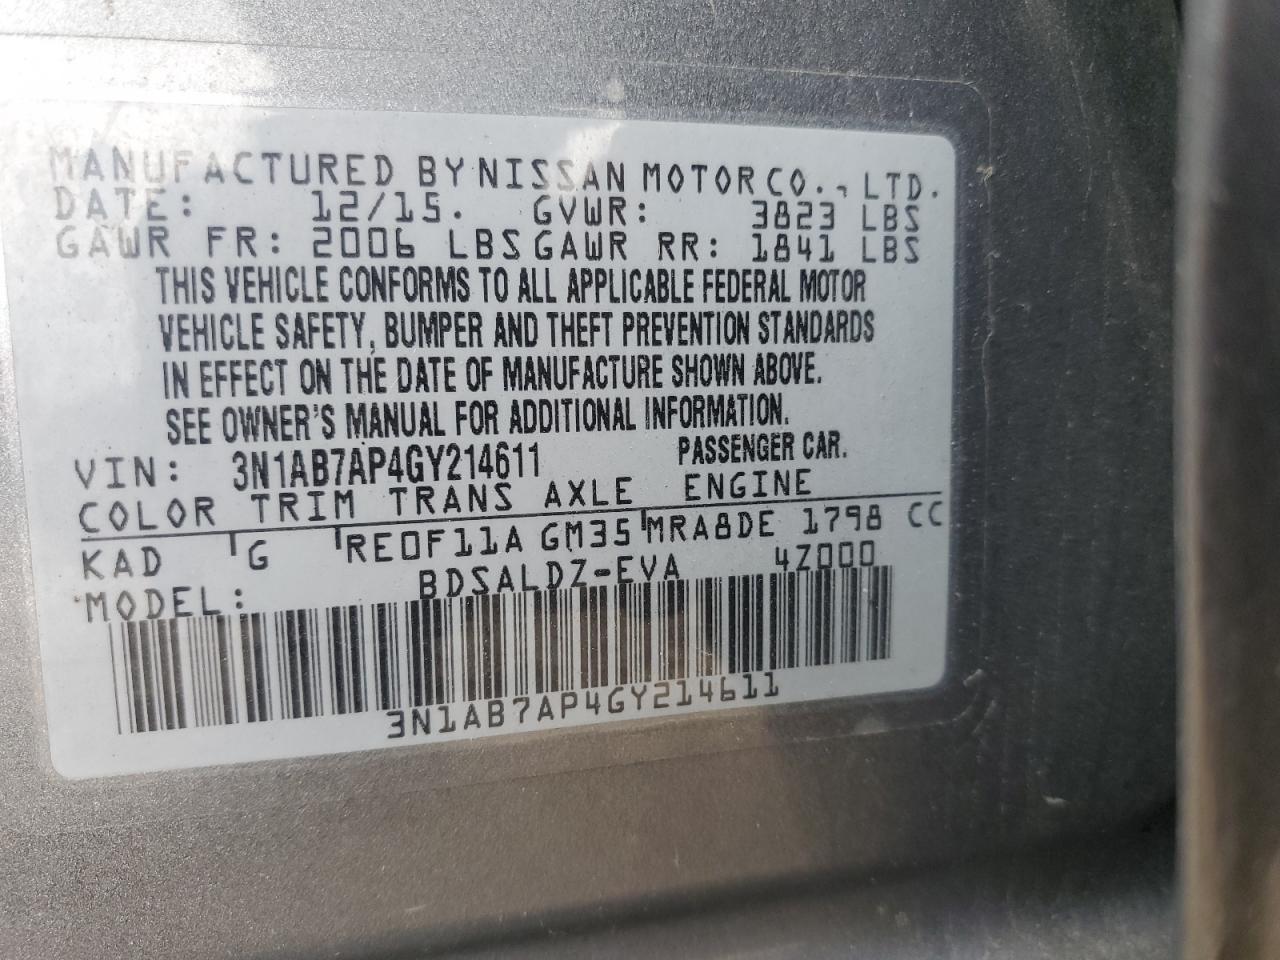 MANUFACTURED BY NISSAN MOTOR CO., LTD.
DATE: 12/15. GVWR: 3823 LBS
GAWR FR: 2006 LBS GAWR RR: 1841 LBS
THIS VEHICLE CONFORMS TO ALL APPLICABLE FEDERAL MOTOR
VEHICLE SAFETY, BUMPER AND THEFT PREVENTION STANDARDS
IN EFFECT ON THE DATE OF MANUFACTURE SHOWN ABOVE.
SEE OWNER'S MANUAL FOR ADDITIONAL INFORMATION.
VIN: 3N1AB7AP4GY214611 PASSENGER CAR.
COLOR TRIM TRANS AXLE ENGINE
KAD G RE0F11A GM35 MRA8DE 1798 CC
MODEL: BDSALDZ-EVA 4Z000
3N1AB7AP4GY214611